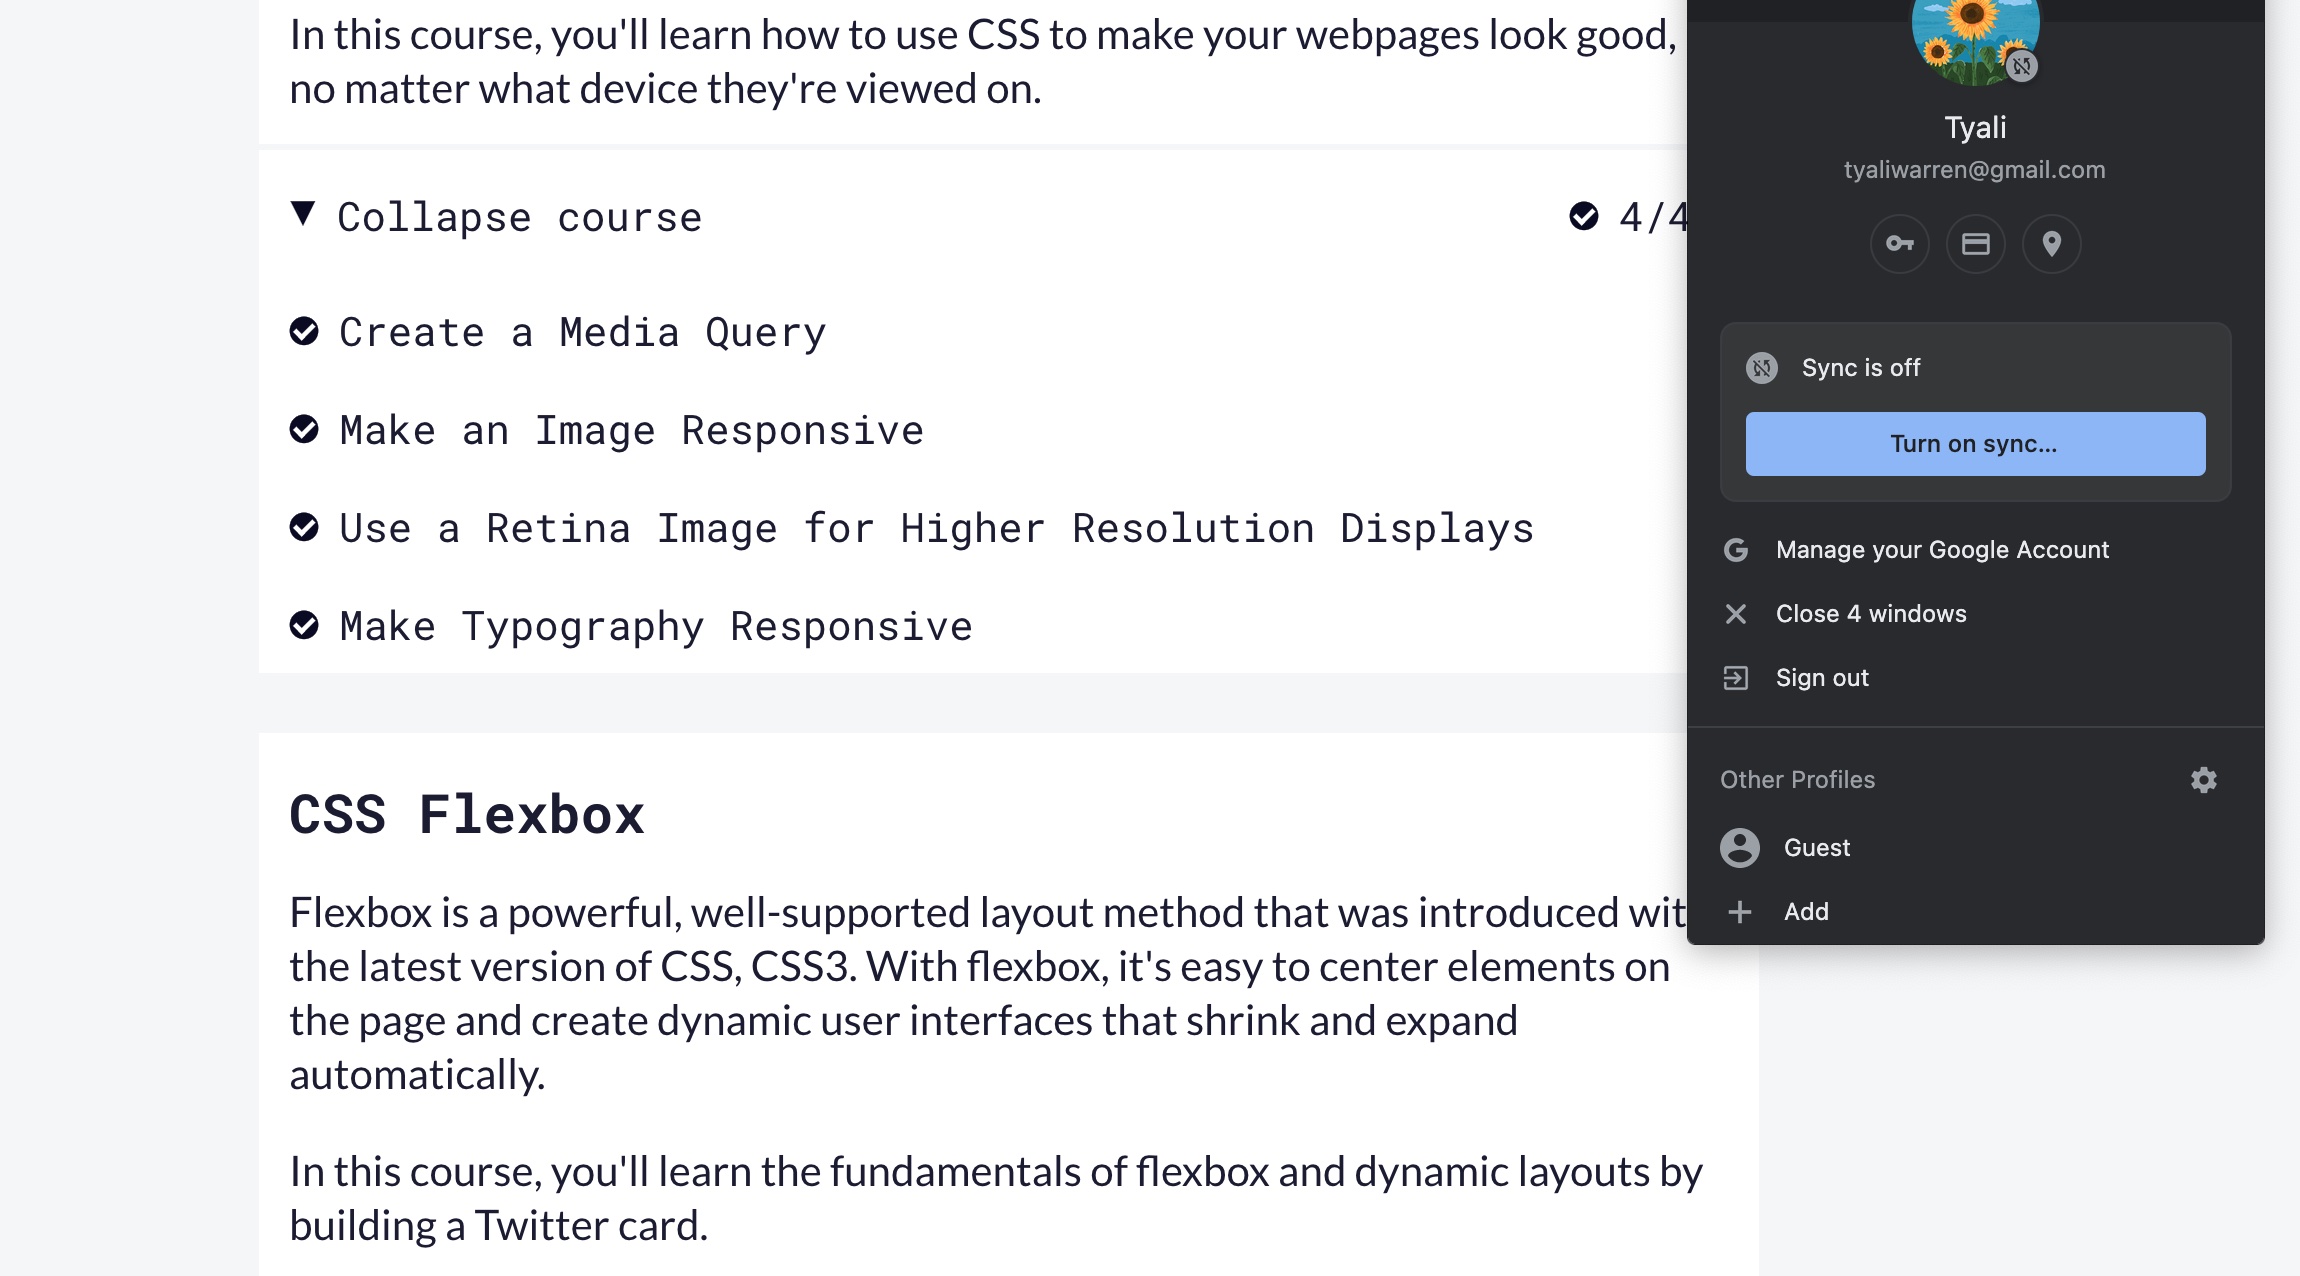 In this course, you'll learn how to use CSS to make your webpages look good,
no matter what device they're viewed on.
Collapse course
4/4
Create a Media Query
Make an Image Responsive
Use a Retina Image for Higher Resolution Displays
Make Typography Responsive
CSS Flexbox
Flexbox is a powerful, well-supported layout method that was introduced wit
the latest version of CSS, CSS3. With flexbox, it's easy to center elements on
the page and create dynamic user interfaces that shrink and expand
automatically.
In this course, you'll learn the fundamentals of flexbox and dynamic layouts by
building a Twitter card.
Tyali
tyaliwarren@gmail.com
Sync is off
Turn on sync...
Manage your Google Account
Close 4 windows
Sign out
Other Profiles
Guest
Add